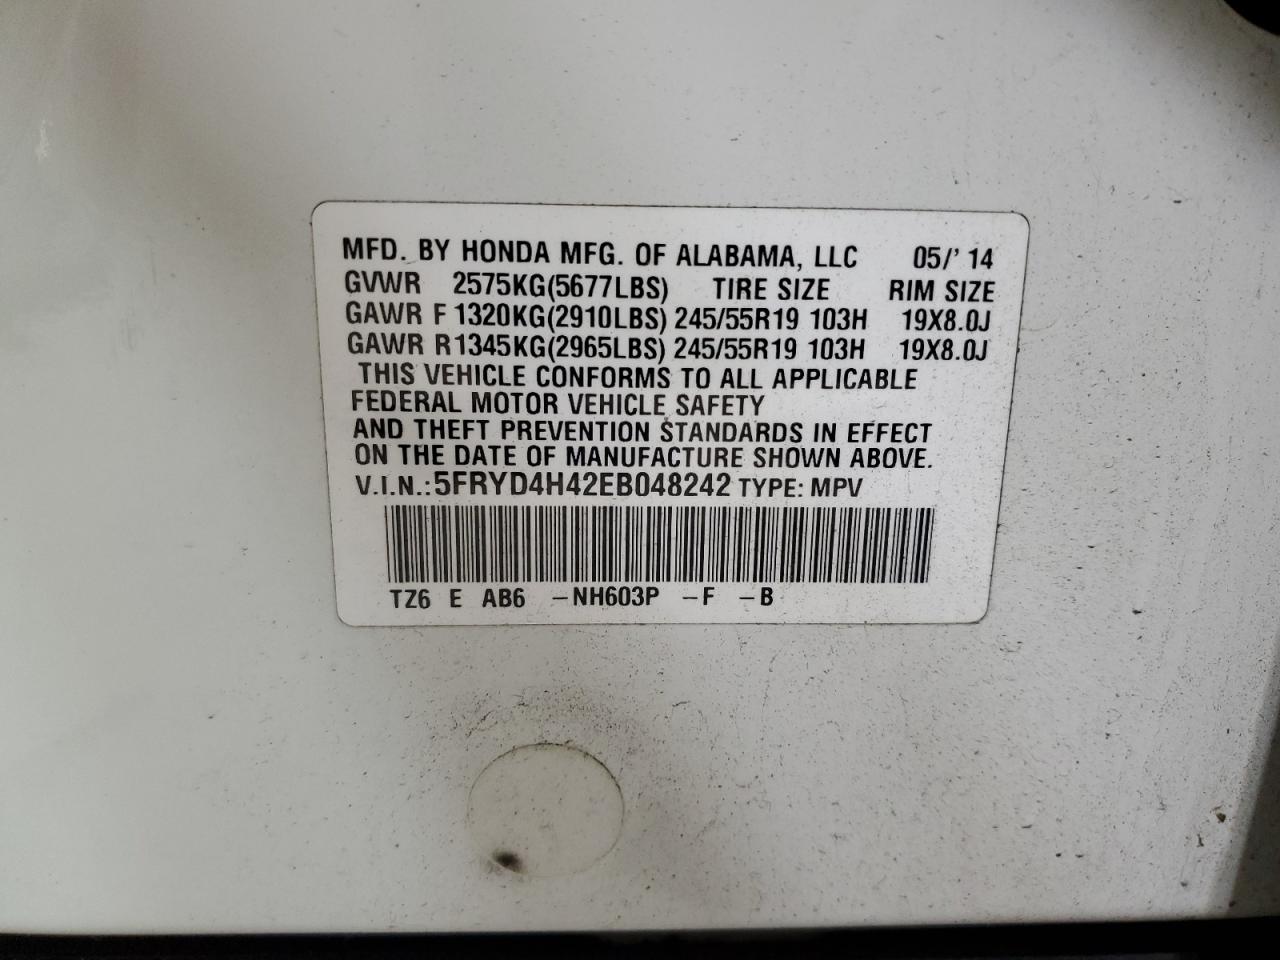 MFD. BY HONDA MFG. OF ALABAMA, LLC 05/' 14
GVWR 2575KG(5677LBS) TIRE SIZE RIM SIZE
GAWR F 1320KG(2910LBS) 245/55R19 103H 19X8.0J
GAWR R 1345KG(2965LBS) 245/55R19 103H 19X8.0J
THIS VEHICLE CONFORMS TO ALL APPLICABLE
FEDERAL MOTOR VEHICLE SAFETY
AND THEFT PREVENTION STANDARDS IN EFFECT
ON THE DATE OF MANUFACTURE SHOWN ABOVE.
V.I.N.: 5FRYD4H42EB048242 TYPE: MPV
TZ6 E AB6 -NH603P -F -B